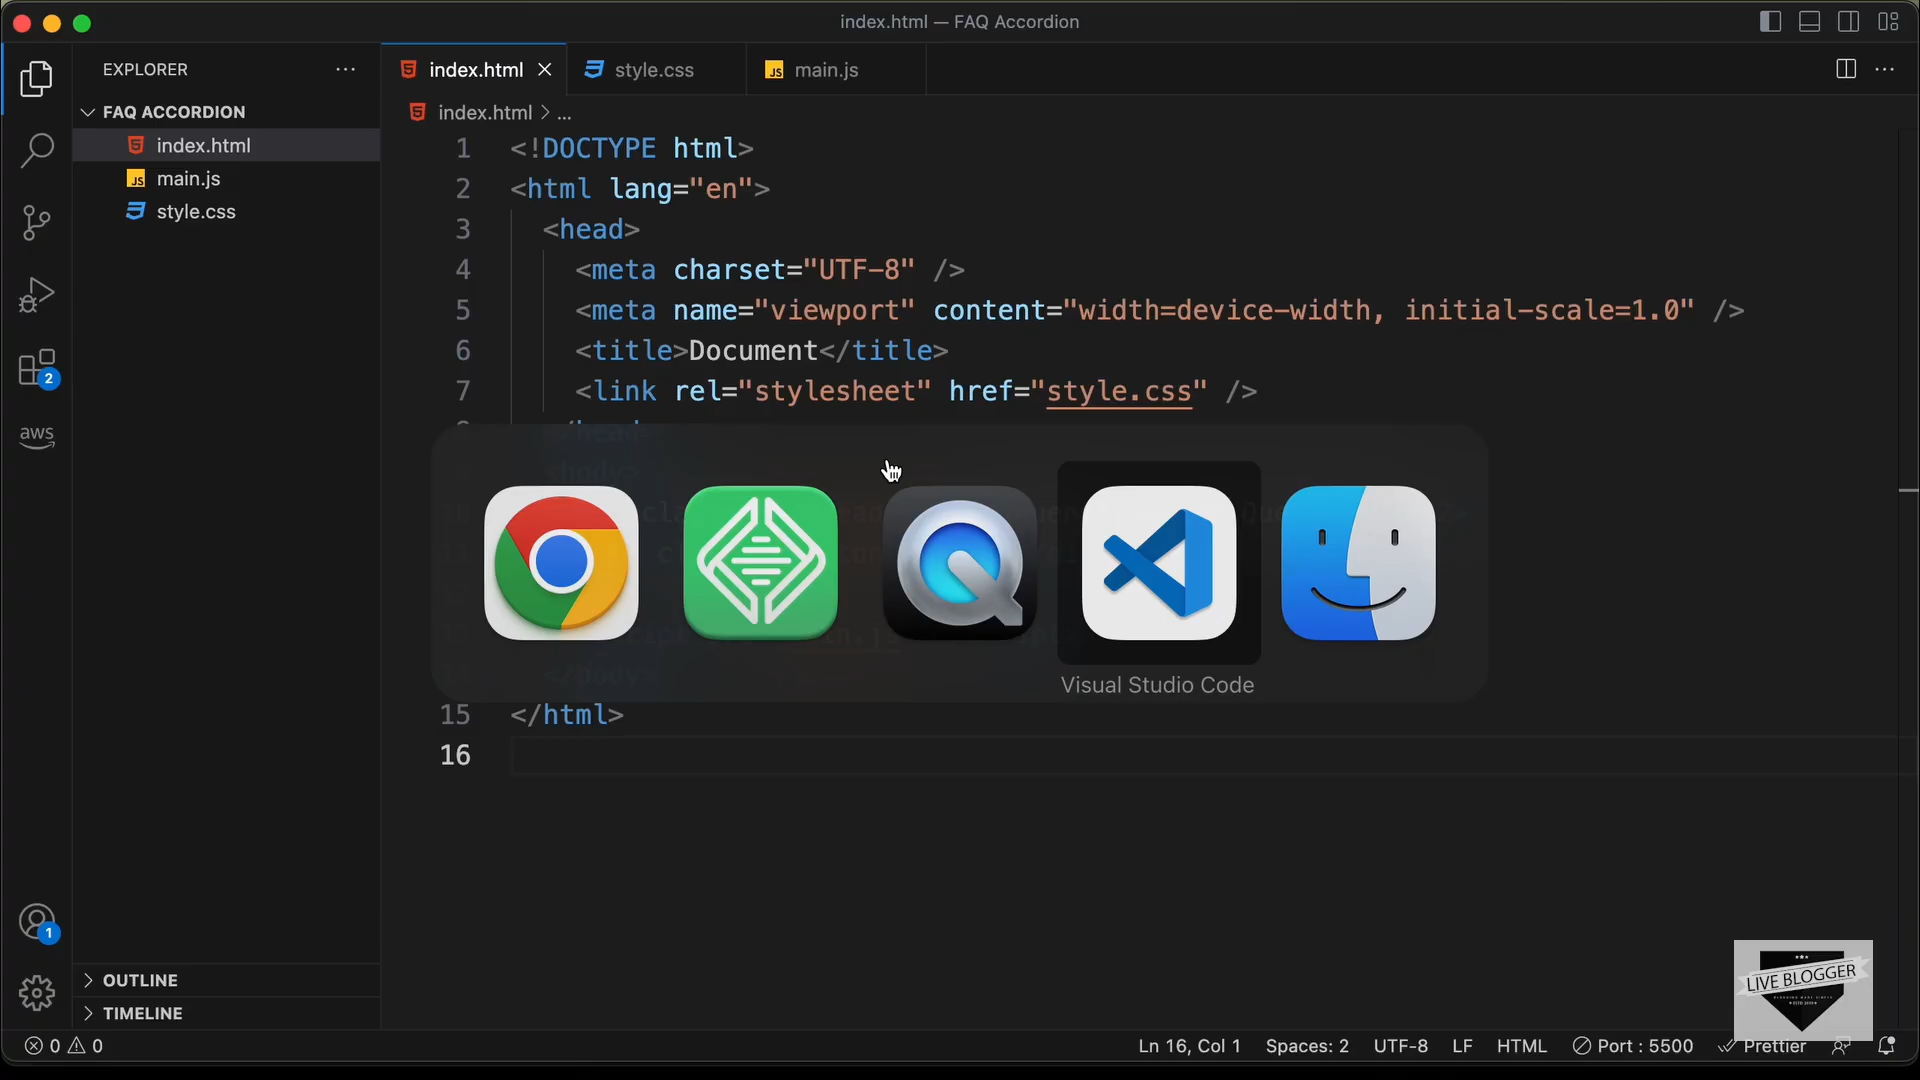 index.html — FAQ Accordion
EXPLORER
FAQ ACCORDION
index.html
main.js
style.css
aws
2
1
OUTLINE
TIMELINE
index.html
style.css
main.js
index.html > ...
1 <!DOCTYPE html>
2 <html lang="en">
3 <head>
4 <meta charset="UTF-8" />
5 <meta name="viewport" content="width=device-width, initial-scale=1.0" />
6 <title>Document</title>
7 <link rel="stylesheet" href="style.css" />
8 </head>
<body>
</body>
15 </html>
16
Visual Studio Code
LIVE BLOGGER
0 0
Ln 16, Col 1 Spaces: 2 UTF-8 LF HTML Port : 5500 Prettier